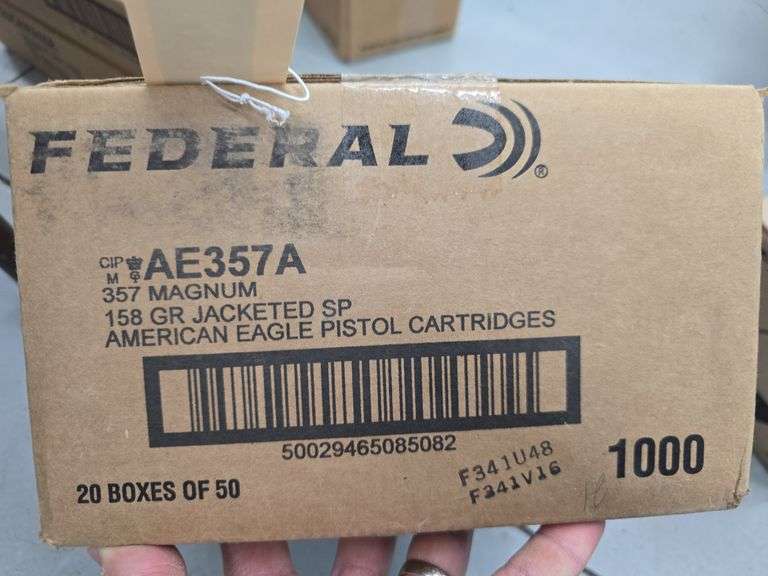 FEDERAL ®
CIP M AE357A
357 MAGNUM
158 GR JACKETED SP
AMERICAN EAGLE PISTOL CARTRIDGES
50029465085082
20 BOXES OF 50
F341U48
F341V16
1000